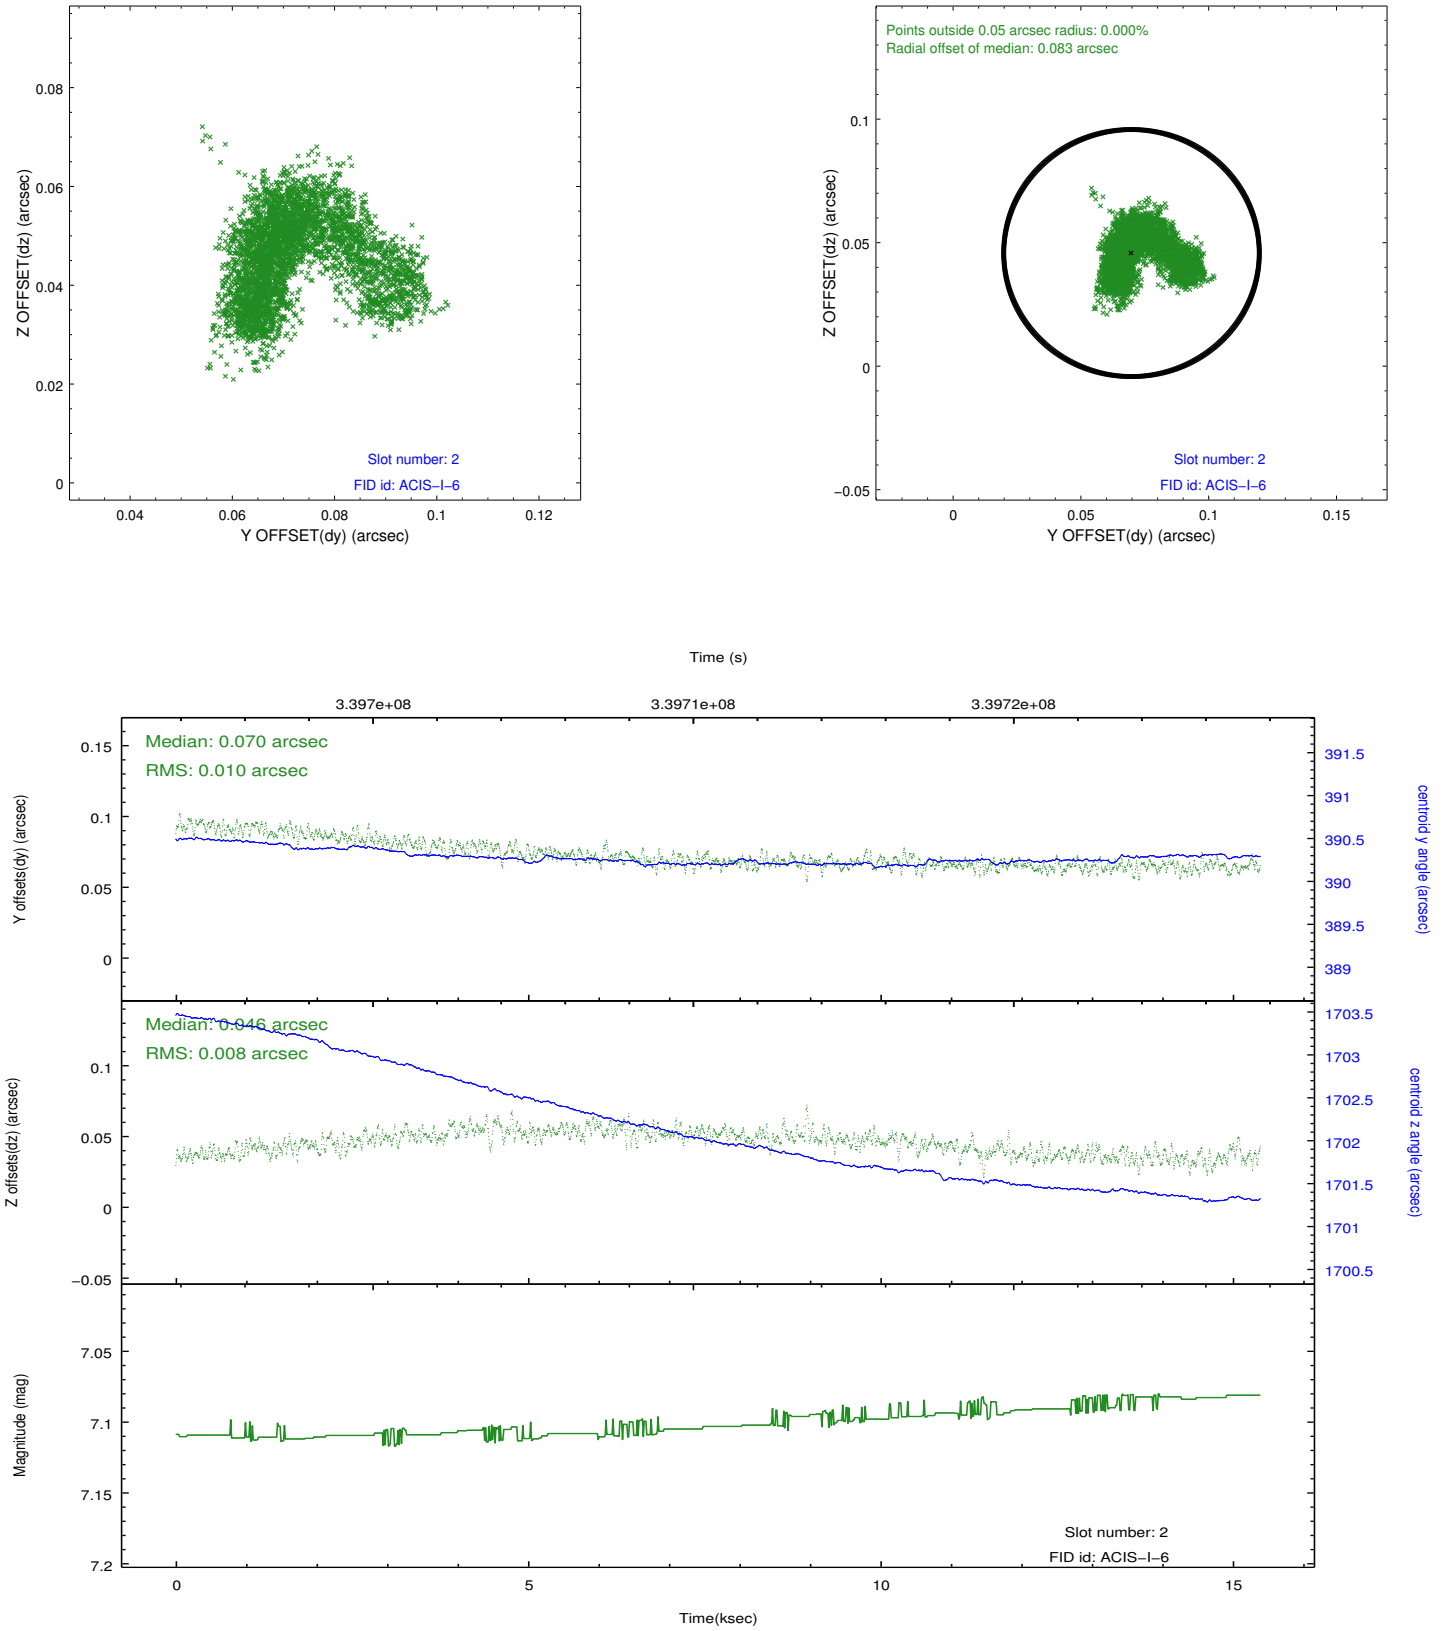 0.08
0.06
0.04
0.02
0
Z OFFSET(dz) (arcsec)
Slot number: 2
FID id: ACIS−I−6
0.04 0.06 0.08 0.1 0.12
Y OFFSET(dy) (arcsec)
Points outside 0.05 arcsec radius: 0.000%
Radial offset of median: 0.083 arcsec
0.1
0.05
0
−0.05
Z OFFSET(dz) (arcsec)
Slot number: 2
FID id: ACIS−I−6
0 0.05 0.1 0.15
Y OFFSET(dy) (arcsec)
Time (s)
3.397e+08 3.3971e+08 3.3972e+08
Median: 0.070 arcsec
RMS: 0.010 arcsec
0.15
0.1
0.05
0
Y offsets(dy) (arcsec)
391.5
391
390.5
390
389.5
389
centroid y angle (arcsec)
Median: 0.046 arcsec
RMS: 0.008 arcsec
0.1
0.05
0
−0.05
Z offsets(dz) (arcsec)
1703.5
1703
1702.5
1702
1701.5
1701
1700.5
centroid z angle (arcsec)
7.05
7.1
7.15
7.2
Magnitude (mag)
Slot number: 2
FID id: ACIS−I−6
0 5 10 15
Time(ksec)